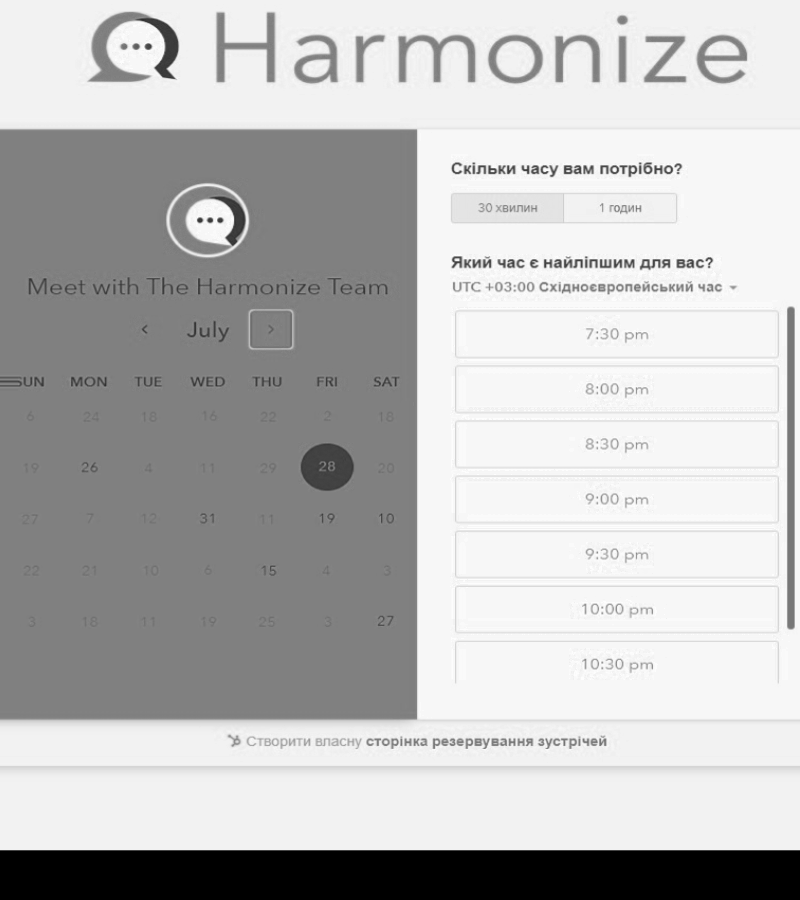 Harmonize
Meet with The Harmonize Team
July
SUN MON TUE WED THU FRI SAT
6 24 18 16 22 2 18
19 26 4 11 29 28 20
27 7 12 31 11 19 10
22 21 10 6 15 4 3
3 18 11 19 25 3 27
Скільки часу вам потрібно?
30 хвилин 1 годин
Який час є найліпшим для вас?
UTC +03:00 Східноєвропейський час
7:30 pm
8:00 pm
8:30 pm
9:00 pm
9:30 pm
10:00 pm
10:30 pm
Створити власну сторінка резервування зустрічей